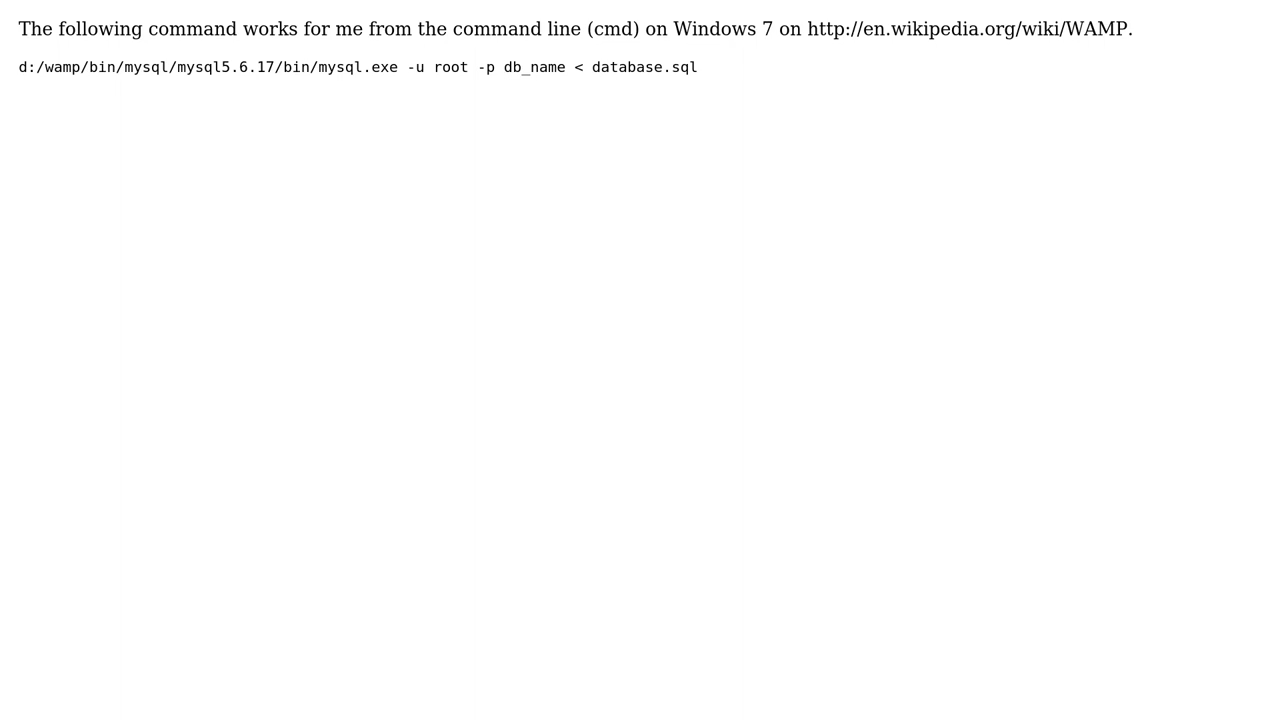 The following command works for me from the command line (cmd) on Windows 7 on http://en.wikipedia.org/wiki/WAMP.
d:/wamp/bin/mysql/mysql5.6.17/bin/mysql.exe -u root -p db_name < database.sql